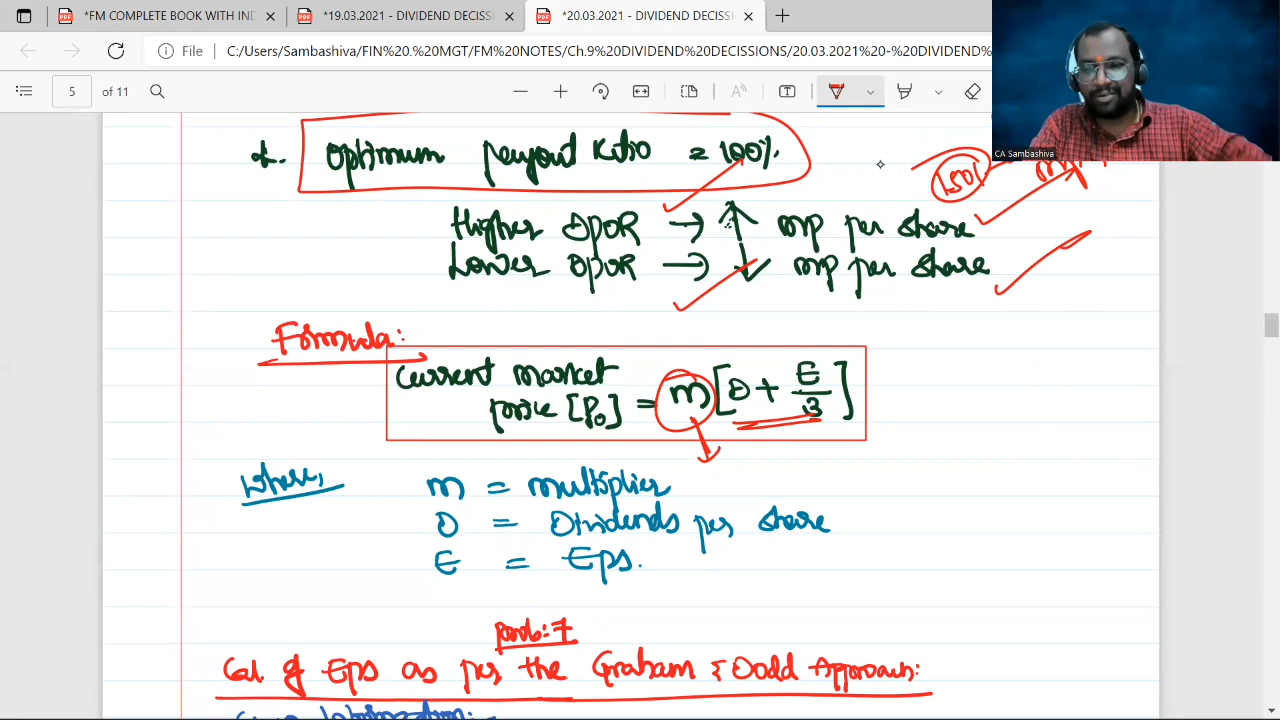 *FM COMPLETE BOOK WITH IND
*19.03.2021 - DIVIDEND DECISSI
*20.03.2021 - DIVIDEND DECISS
File C:/Users/Sambashiva/FIN%20.%20MGT/FM%20NOTES/Ch.9%20DIVIDEND%20DECISSIONS/20.03.2021%20-%20DIVIDEND%
5 of 11
CA Sambashiva
Optimum payout Ratio = 100%.
150%
Higher DPOR → ↑ mp per share
Lower DPOR → ↓ mp per share
Formula:
Current market
price [P0] = m[D + E/3]
where,
m = multiplier
D = Dividends per share
E = Eps.
prob: 7
Cal. of Eps as per the Graham & Dodd Approach: